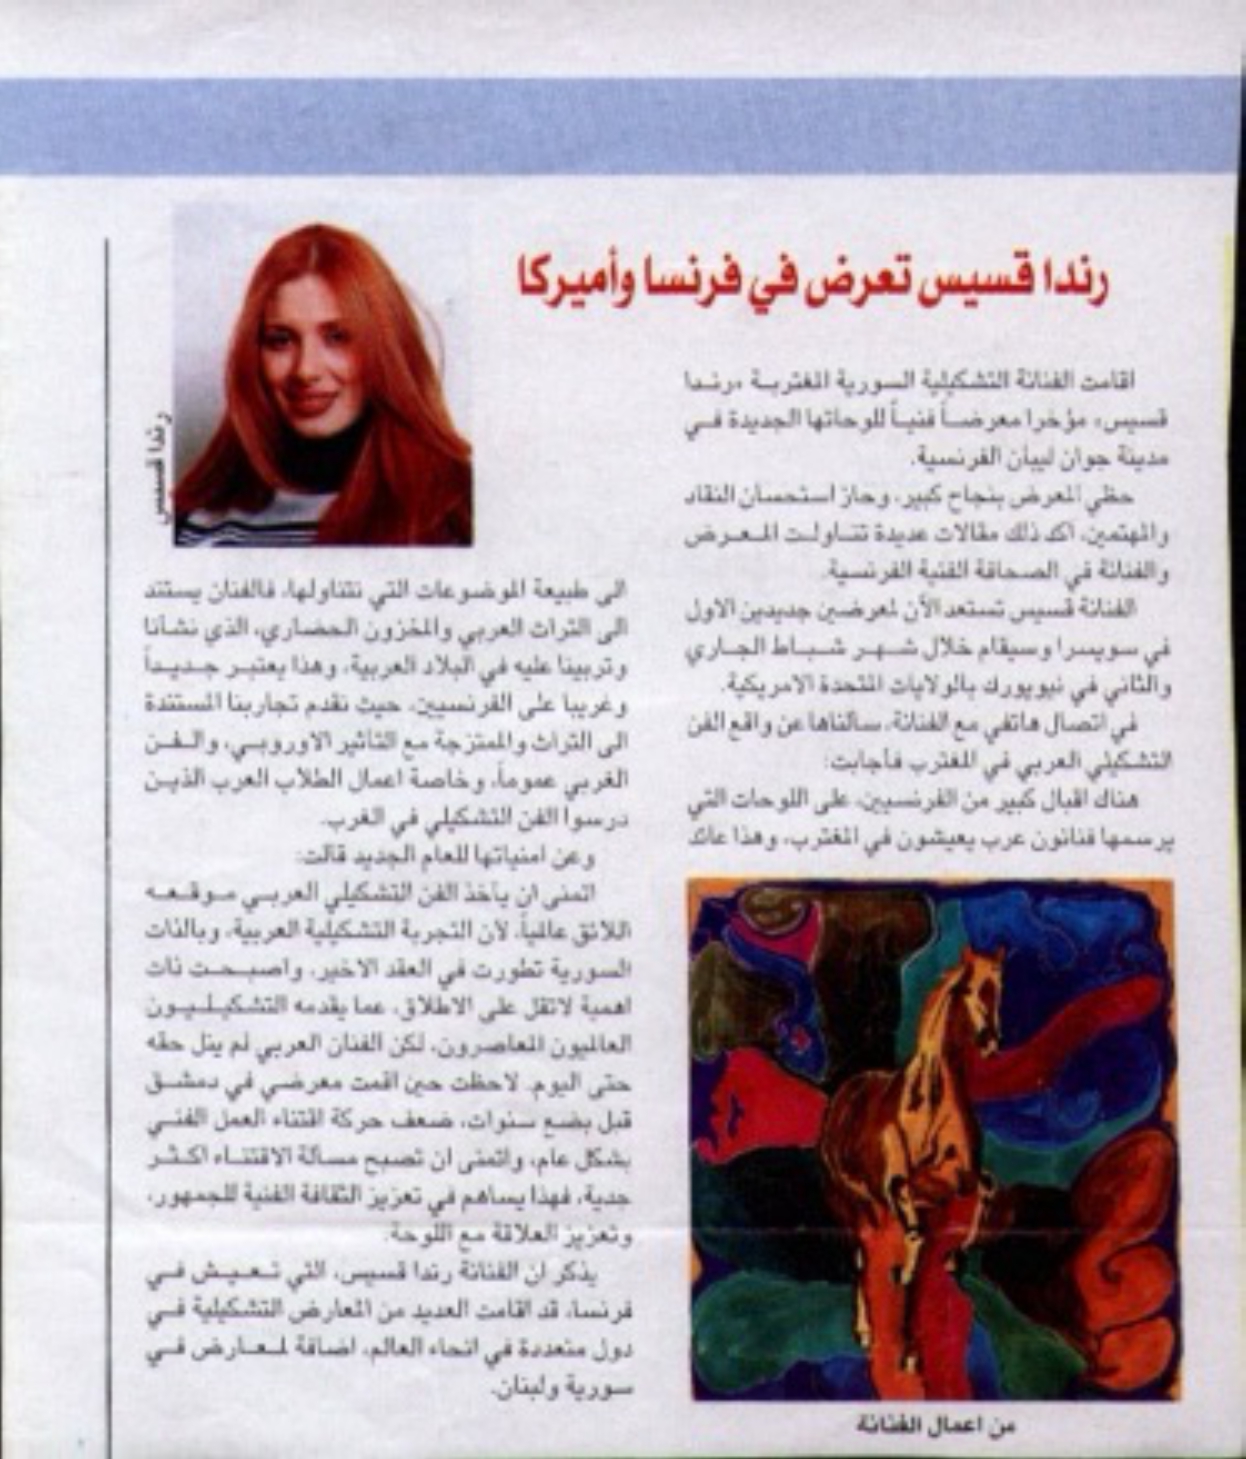 رندا قسيس تعرض في فرنسا وأميركا
اقامت الفنانة التشكيلية السورية المغتربة «رندا
قسيس» مؤخرا معرضاً فنياً للوحاتها الجديدة في
مدينة جوان ليبان الفرنسية.
حظي المعرض بنجاح كبير، وحاز استحسان النقاد
والمهتمين، اكد ذلك مقالات عديدة تناولت المعرض
والفنانة في الصحافة الفنية الفرنسية.
الفنانة قسيس تستعد الآن لمعرضين جديدين الاول
في سويسرا وسيقام خلال شهر شباط الجاري
والثاني في نيويورك بالولايات المتحدة الامريكية.
في اتصال هاتفي مع الفنانة، سالناها عن واقع الفن
التشكيلي العربي في المغترب فأجابت:
هناك اقبال كبير من الفرنسيين، على اللوحات التي
يرسمها فنانون عرب يعيشون في المغترب، وهذا عائد
من اعمال الفنانة
رندا قسيس
الى طبيعة الموضوعات التي نتناولها، فالفنان يستند
الى التراث العربي والمخزون الحضاري، الذي نشأنا
وتربينا عليه في البلاد العربية، وهذا يعتبر جديداً
وغريبا على الفرنسيين، حيث نقدم تجاربنا المستندة
الى التراث والممتزجة مع التأثير الاوروبي، والفن
الغربي عموماً، وخاصة اعمال الطلاب العرب الذين
درسوا الفن التشكيلي في الغرب.
وعن امنياتها للعام الجديد قالت:
اتمنى ان يأخذ الفن التشكيلي العربي موقعه
اللائق عالمياً، لان التجربة التشكيلية العربية، وبالذات
السورية تطورت في العقد الاخير، واصبحت ذات
اهمية لاتقل على الاطلاق، عما يقدمه التشكيليون
العالميون المعاصرون، لكن الفنان العربي لم ينل حقه
حتى اليوم. لاحظت حين اقمت معرضي في دمشق
قبل بضع سنوات، ضعف حركة اقتناء العمل الفني
بشكل عام، واتمنى ان تصبح مسألة الاقتناء اكثر
جدية، فهذا يساهم في تعزيز الثقافة الفنية للجمهور،
وتعزيز العلاقة مع اللوحة.
يذكر ان الفنانة رندا قسيس، التي تعيش في
فرنسا، قد اقامت العديد من المعارض التشكيلية في
دول متعددة في انحاء العالم، اضافة لمعارض في
سورية ولبنان.